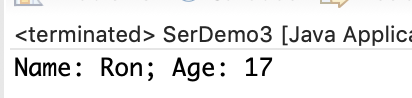 <terminated> SerDemo3 [Java Applica
Name: Ron; Age: 17